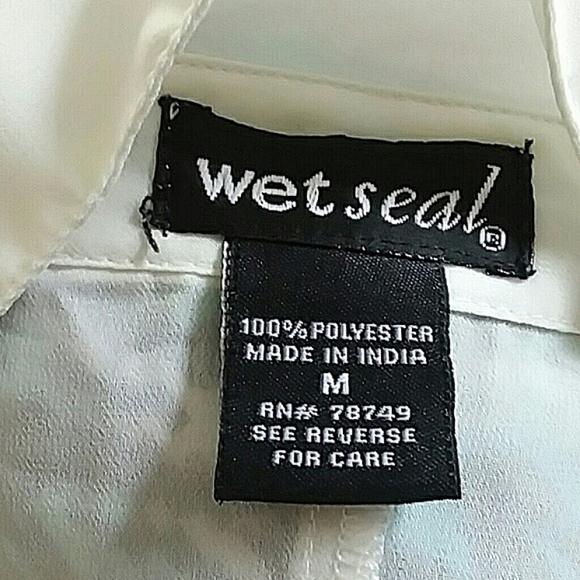 wet seal®
100% POLYESTER
MADE IN INDIA
M
RN# 78749
SEE REVERSE
FOR CARE